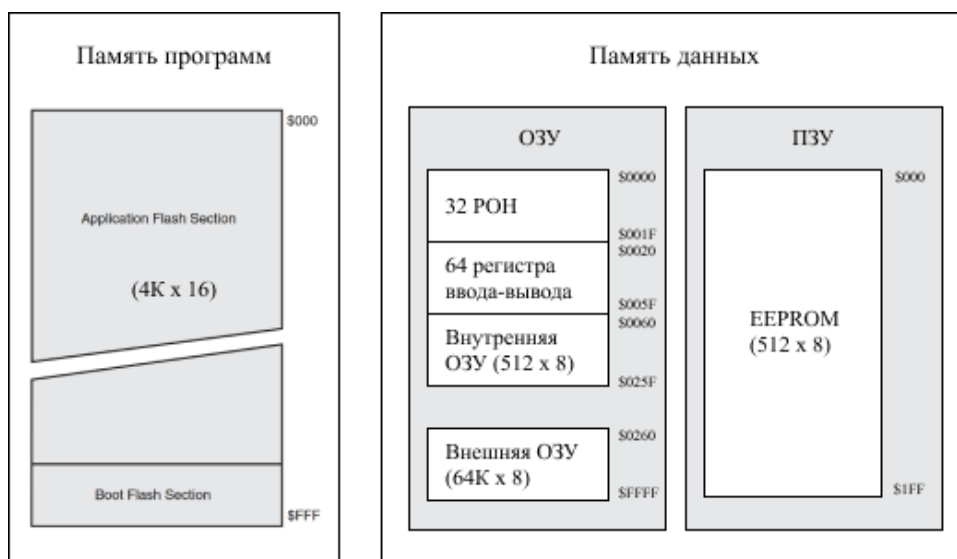 Память программ
$000
Application Flash Section
(4K x 16)
Boot Flash Section
$FFF
Память данных
ОЗУ
$0000
32 РОН
$001F
$0020
64 регистра
ввода-вывода
$005F
$0060
Внутренняя
ОЗУ (512 x 8)
$025F
$0260
Внешняя ОЗУ
(64K x 8)
$FFFF
ПЗУ
$000
EEPROM
(512 x 8)
$1FF